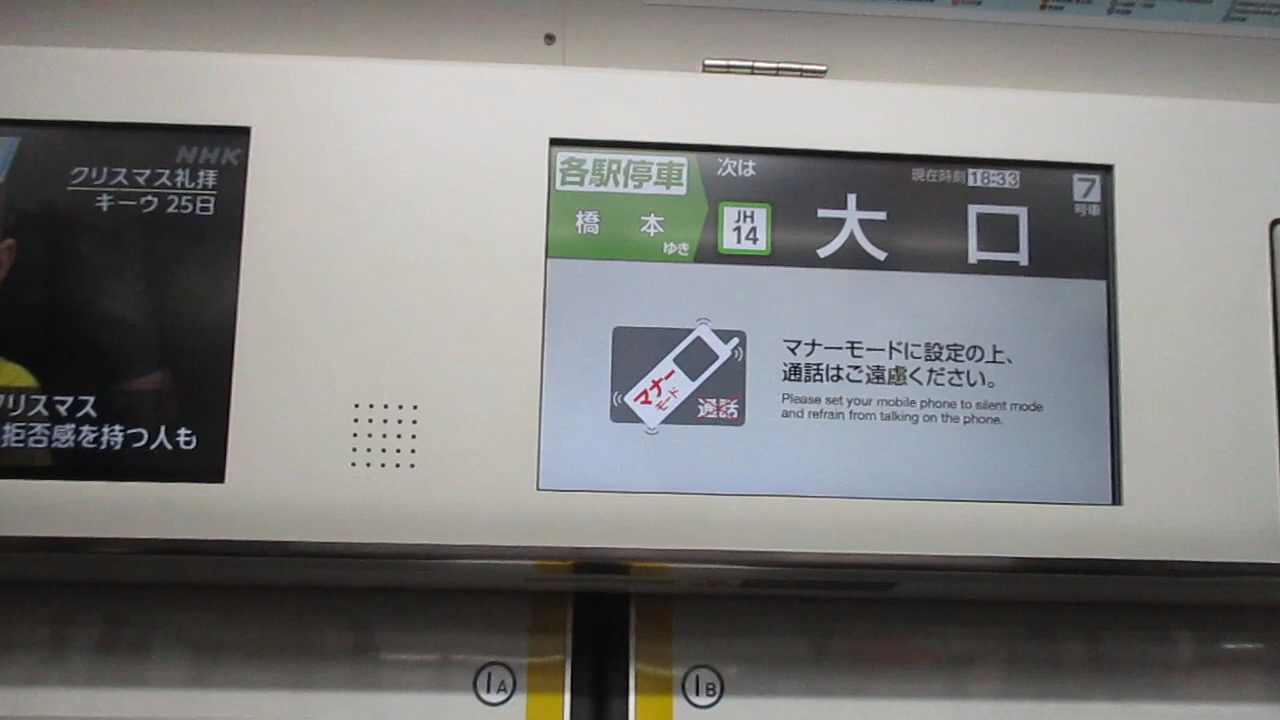 NHK
クリスマス礼拝
キーウ 25日
クリスマス
拒否感を持つ人も
各駅停車
橋本
ゆき
次は
JH
14
大口
現在時刻 18:33
7
号車
マナーモード
通話
マナーモードに設定の上、
通話はご遠慮ください。
Please set your mobile phone to silent mode
and refrain from talking on the phone.
1A
1B